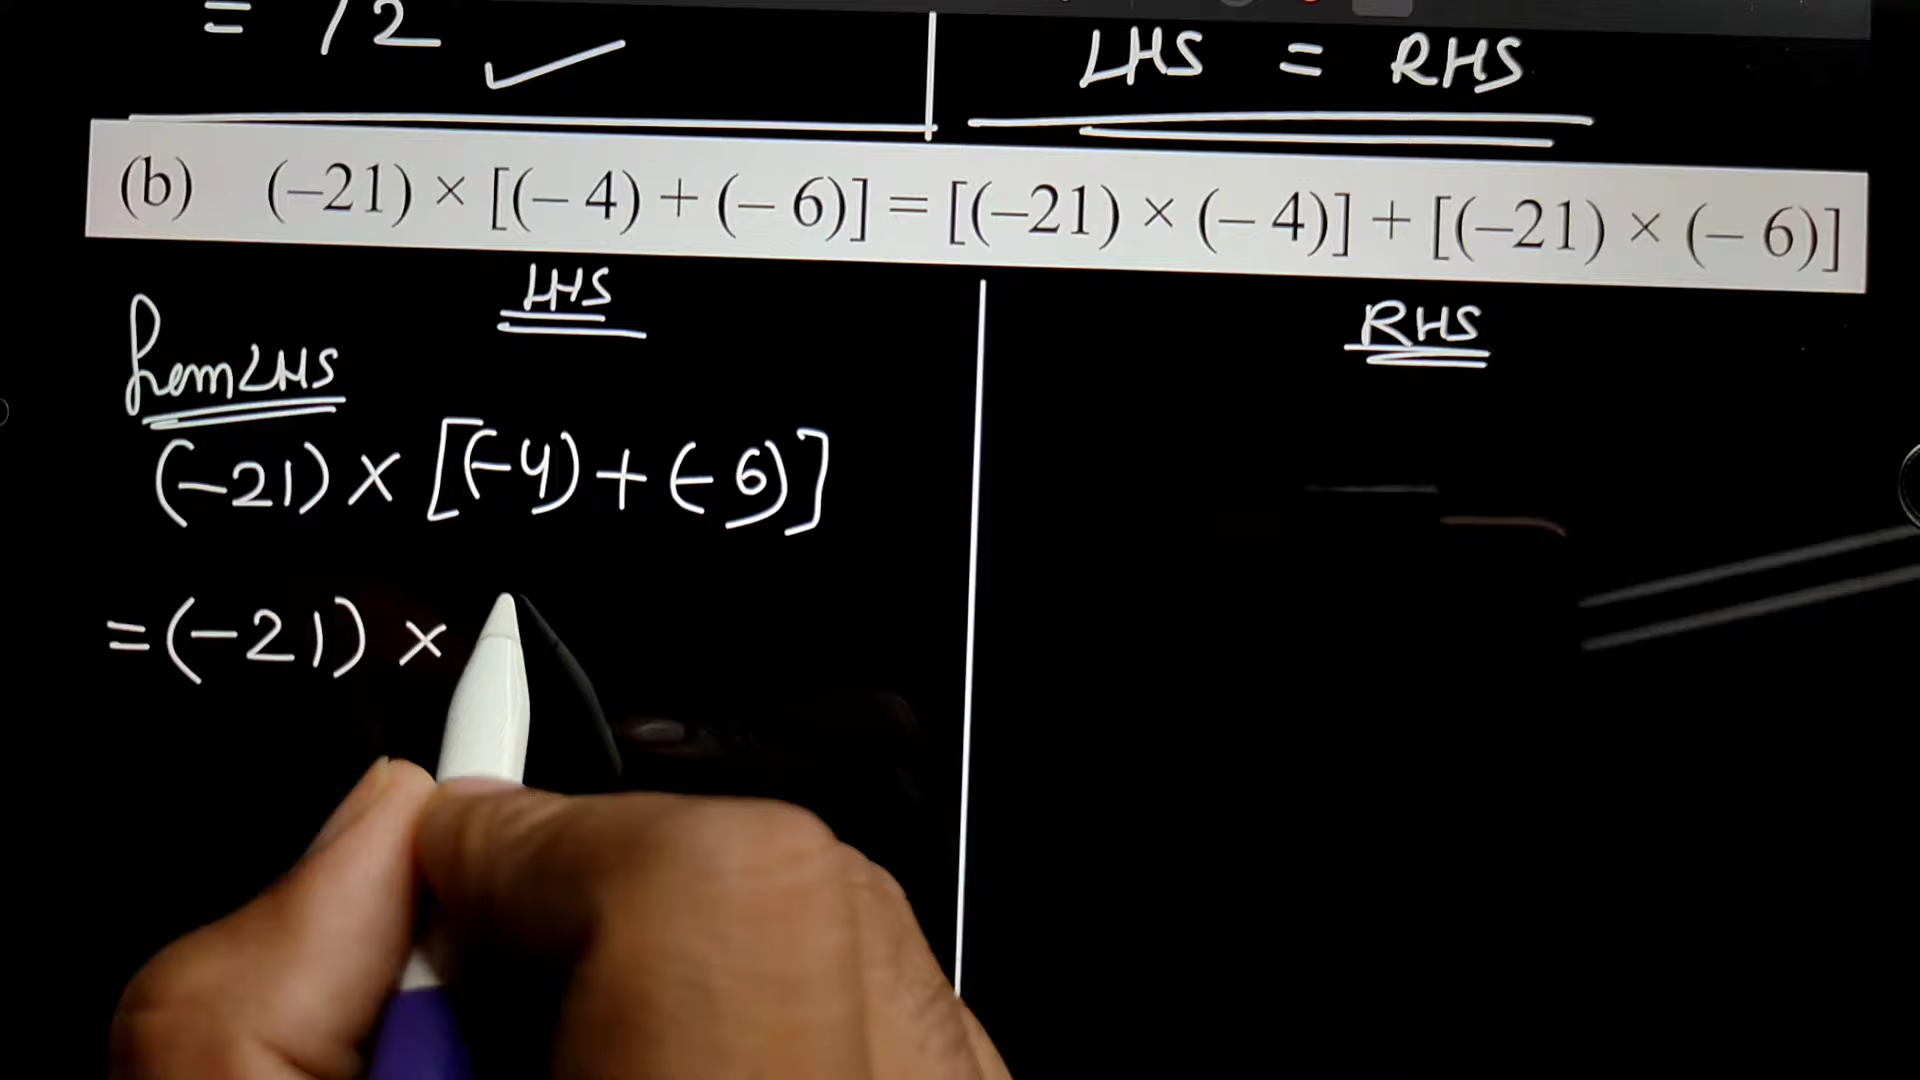 = 72
LHS = RHS
(b) (–21) × [(– 4) + (– 6)] = [(–21) × (– 4)] + [(–21) × (– 6)]
LHS
RHS
from LHS
(-21) × [(-4) + (-6)]
= (-21) ×